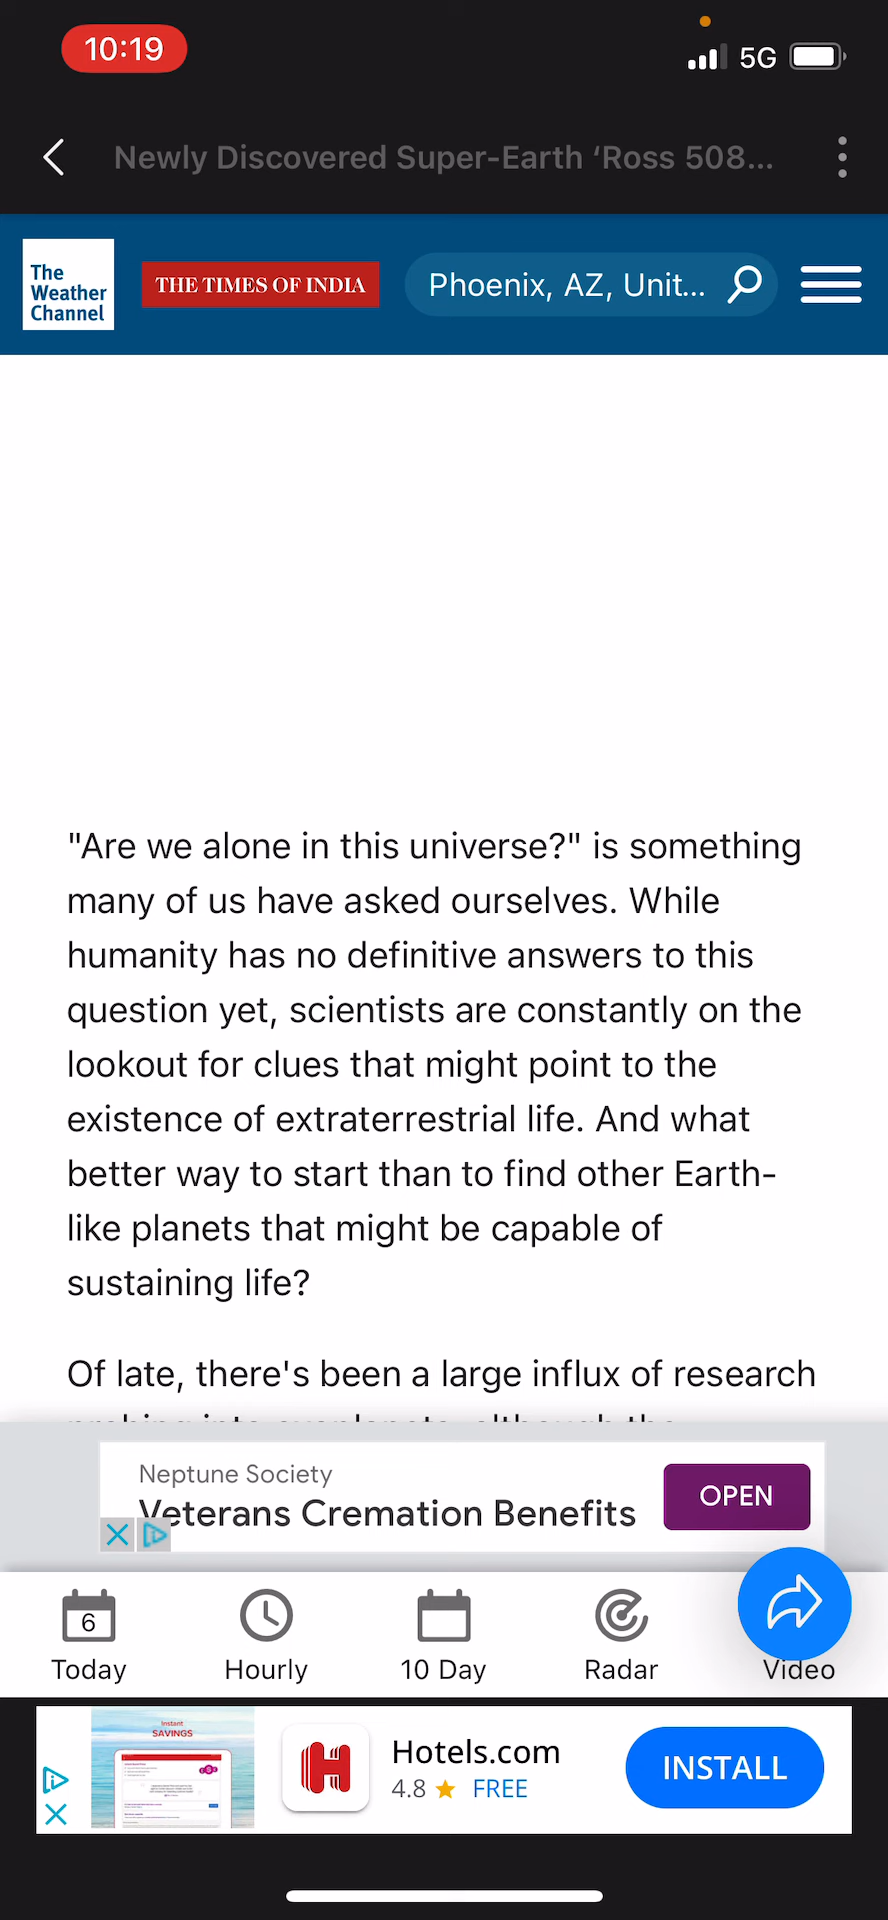 10:19
5G
Newly Discovered Super-Earth ‘Ross 508...
The
Weather
Channel
THE TIMES OF INDIA
Phoenix, AZ, Unit...
"Are we alone in this universe?" is something
many of us have asked ourselves. While
humanity has no definitive answers to this
question yet, scientists are constantly on the
lookout for clues that might point to the
existence of extraterrestrial life. And what
better way to start than to find other Earth-
like planets that might be capable of
sustaining life?
Of late, there's been a large influx of research
Neptune Society
Veterans Cremation Benefits
OPEN
6
Today
Hourly
10 Day
Radar
Video
Instant
SAVINGS
Hotels.com
4.8 ★ FREE
INSTALL